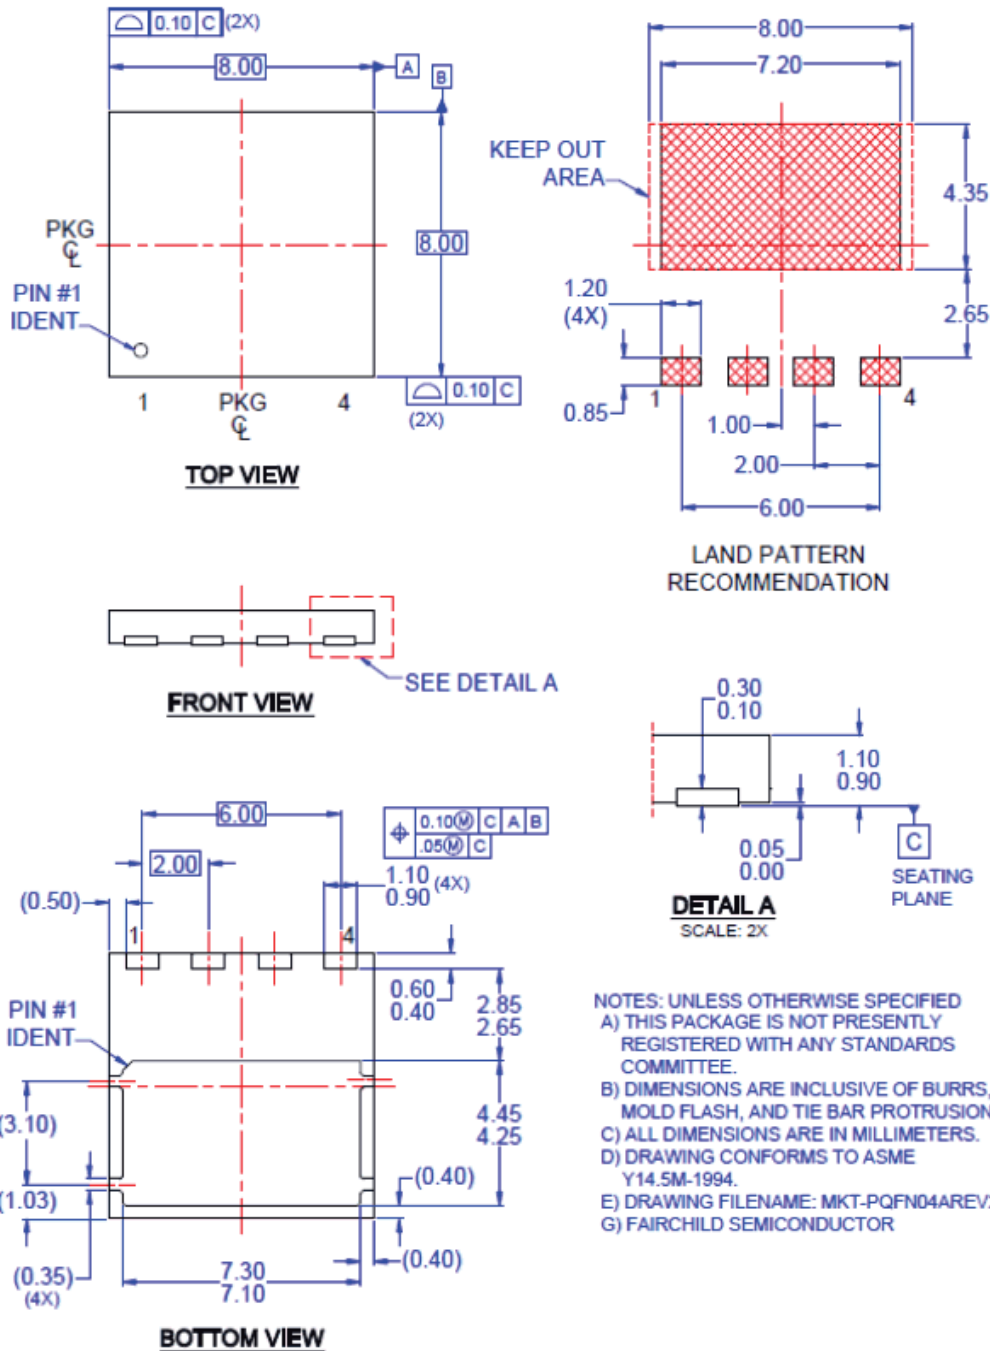 0.10 C (2X)
8.00
A
B
8.00
PKG
CL
PIN #1
IDENT
1
PKG
CL
4
0.10 C
(2X)
TOP VIEW
8.00
7.20
KEEP OUT
AREA
4.35
1.20
(4X)
2.65
0.85
1
4
1.00
2.00
6.00
LAND PATTERN
RECOMMENDATION
SEE DETAIL A
FRONT VIEW
0.30
0.10
1.10
0.90
0.05
0.00
C
SEATING
PLANE
DETAIL A
SCALE: 2X
6.00
0.10Ⓜ C A B
.05Ⓜ C
2.00
1.10 (4X)
0.90
(0.50)
1
4
0.60
0.40
2.85
2.65
PIN #1
IDENT
(3.10)
4.45
4.25
(1.03)
(0.40)
(0.35)
(4X)
(0.40)
7.30
7.10
BOTTOM VIEW
NOTES: UNLESS OTHERWISE SPECIFIED
A) THIS PACKAGE IS NOT PRESENTLY
REGISTERED WITH ANY STANDARDS
COMMITTEE.
B) DIMENSIONS ARE INCLUSIVE OF BURRS,
MOLD FLASH, AND TIE BAR PROTRUSION
C) ALL DIMENSIONS ARE IN MILLIMETERS.
D) DRAWING CONFORMS TO ASME
Y14.5M-1994.
E) DRAWING FILENAME: MKT-PQFN04AREV
G) FAIRCHILD SEMICONDUCTOR